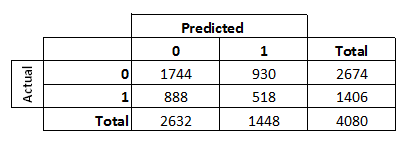 Predicted
0 1 Total
Actual
0 1744 930 2674
1 888 518 1406
Total 2632 1448 4080